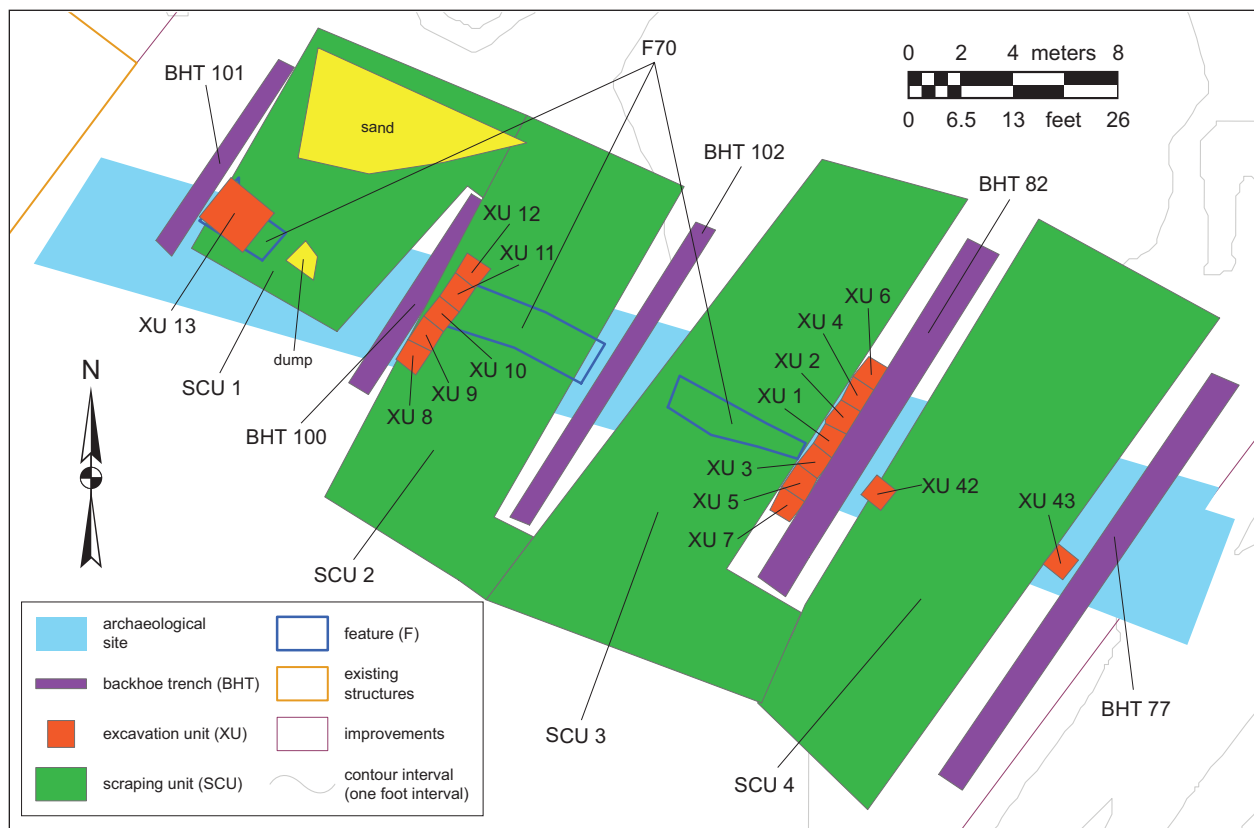 F70
0 2 4 meters 8
0 6.5 13 feet 26
BHT 101
sand
BHT 102
BHT 82
XU 12
XU 11
XU 6
XU 4
XU 2
XU 1
XU 13
SCU 1
dump
XU 10
XU 9
XU 8
BHT 100
N
XU 3
XU 5
XU 7
XU 42
XU 43
SCU 2
SCU 3
SCU 4
BHT 77
archaeological
site
backhoe trench (BHT)
excavation unit (XU)
scraping unit (SCU)
feature (F)
existing
structures
improvements
contour interval
(one foot interval)